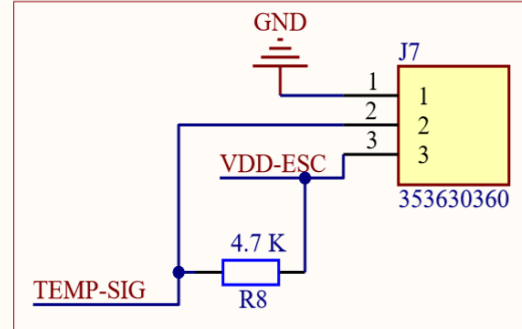 GND
J7
1 1
2 2
3 3
VDD-ESC
353630360
4.7 K
TEMP-SIG
R8